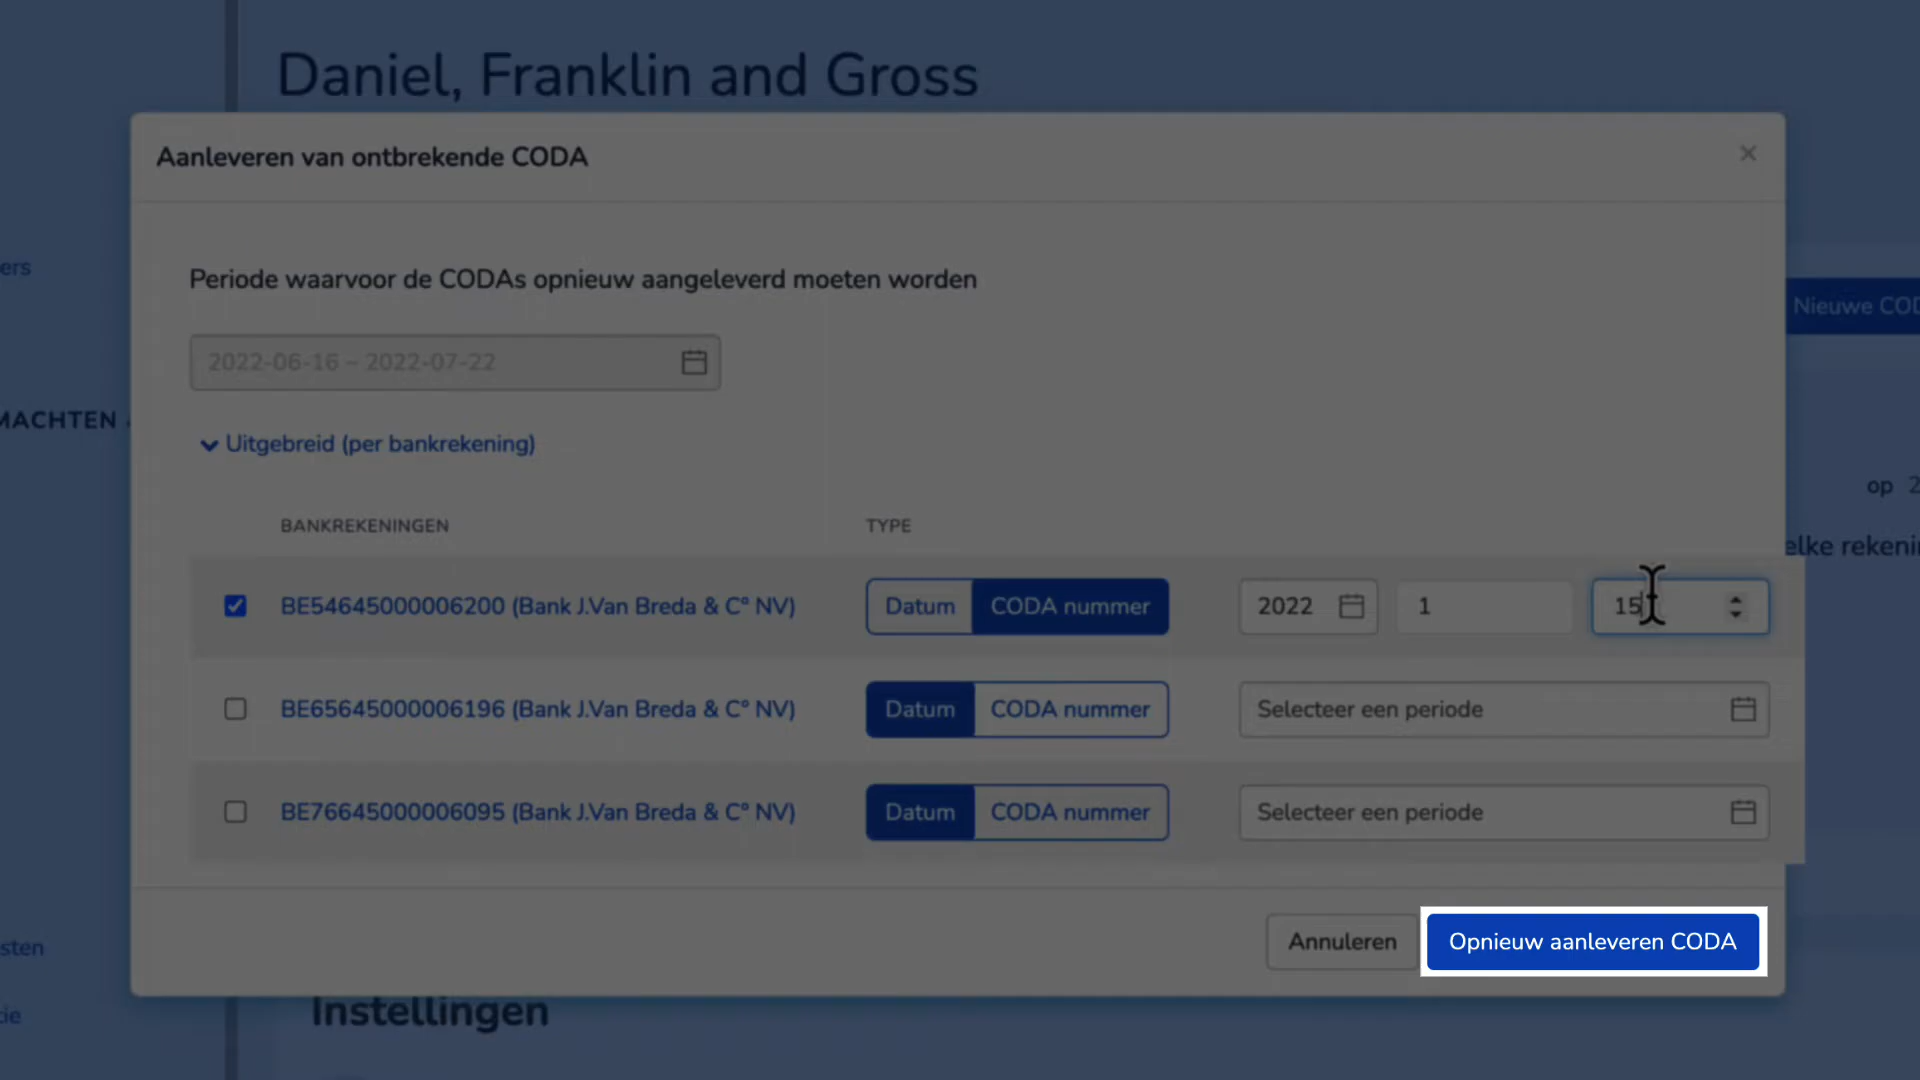 Daniel, Franklin and Gross
Aanleveren van ontbrekende CODA
ers
Periode waarvoor de CODAs opnieuw aangeleverd moeten worden
Nieuwe COD
2022-06-16 – 2022-07-22
MACHTEN
Uitgebreid (per bankrekening)
op 2
BANKREKENINGEN TYPE
elke rekenin
BE54645000006200 (Bank J.Van Breda & C° NV) Datum CODA nummer 2022 1 15
BE65645000006196 (Bank J.Van Breda & C° NV) Datum CODA nummer Selecteer een periode
BE76645000006095 (Bank J.Van Breda & C° NV) Datum CODA nummer Selecteer een periode
Annuleren Opnieuw aanleveren CODA
sten
Instellingen
tie